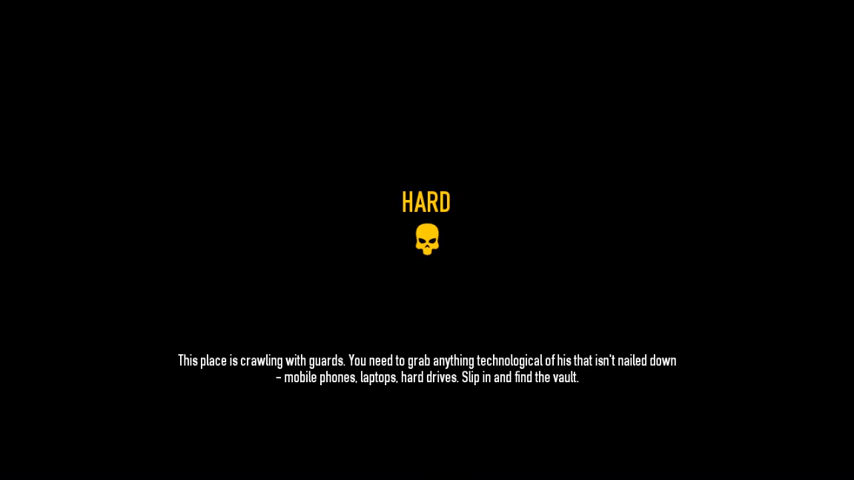 HARD
This place is crawling with guards. You need to grab anything technological of his that isn't nailed down
- mobile phones, laptops, hard drives. Slip in and find the vault.